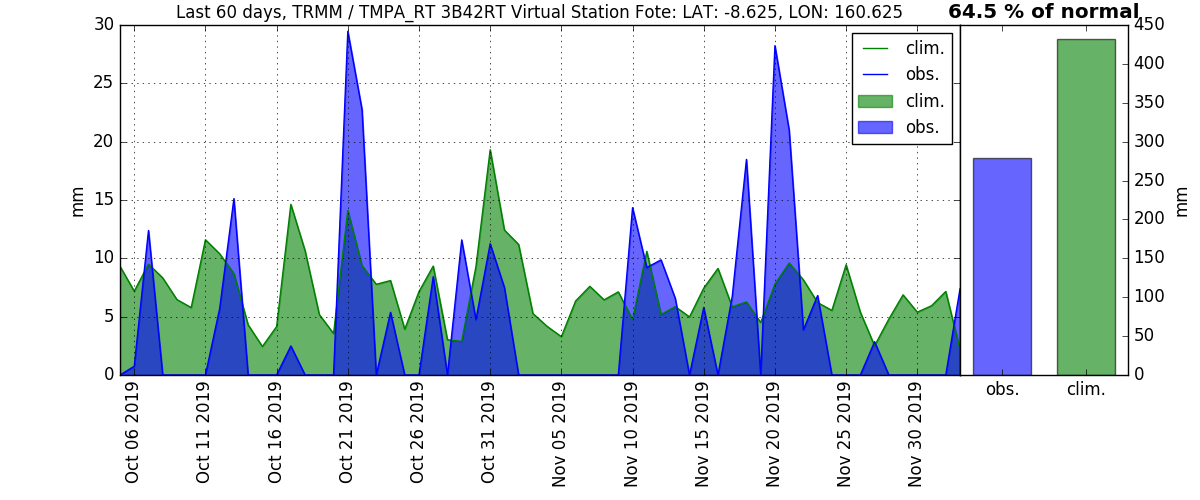 Last 60 days, TRMM / TMPA_RT 3B42RT Virtual Station Fote: LAT: -8.625, LON: 160.625
64.5 % of normal
30
25
20
15
10
5
0
mm
clim.
obs.
clim.
obs.
Oct 06 2019
Oct 11 2019
Oct 16 2019
Oct 21 2019
Oct 26 2019
Oct 31 2019
Nov 05 2019
Nov 10 2019
Nov 15 2019
Nov 20 2019
Nov 25 2019
Nov 30 2019
450
400
350
300
250
200
150
100
50
0
mm
obs.
clim.